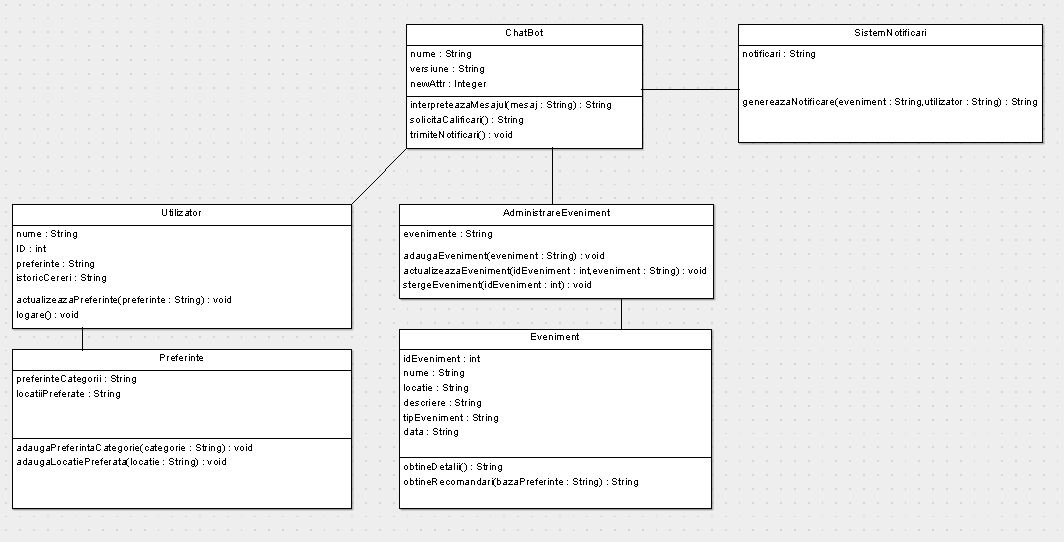 ChatBot
nume : String
versiune : String
newAttr : Integer
interpreteazaMesajul(mesaj : String) : String
solicitaCalificari() : String
trimiteNotificari() : void
SistemNotificari
notificari : String
genereazaNotificare(eveniment : String,utilizator : String) : String
Utilizator
nume : String
ID : int
preferinte : String
istoricCereri : String
actualizeazaPreferinte(preferinte : String) : void
logare() : void
AdministrareEveniment
evenimente : String
adaugaEveniment(eveniment : String) : void
actualizeazaEveniment(idEveniment : int,eveniment : String) : void
stergeEveniment(idEveniment : int) : void
Preferinte
preferinteCategorii : String
locatiiPreferate : String
adaugaPreferintaCategorie(categorie : String) : void
adaugaLocatiePreferata(locatie : String) : void
Eveniment
idEveniment : int
nume : String
locatie : String
descriere : String
tipEveniment : String
data : String
obtineDetalii() : String
obtineRecomandari(bazaPreferinte : String) : String